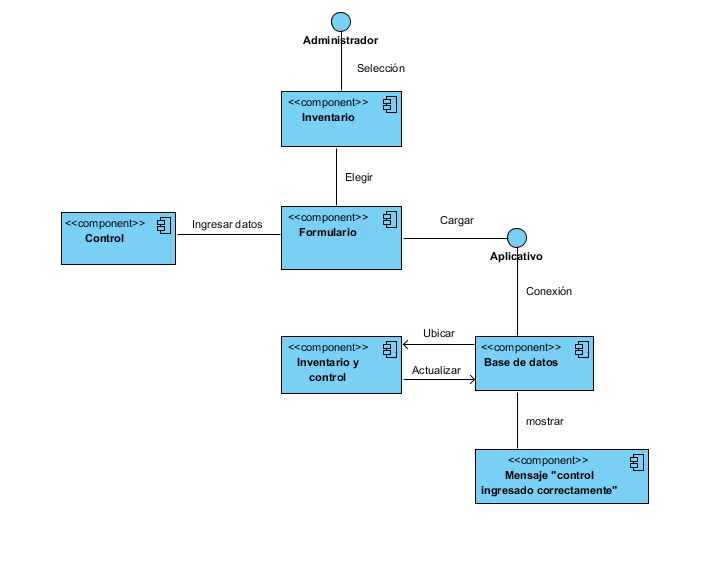 Administrador
Selección
<<component>>
Inventario
Elegir
<<component>>
Control
Ingresar datos
<<component>>
Formulario
Cargar
Aplicativo
Conexión
<<component>>
Inventario y
control
Ubicar
Actualizar
<<component>>
Base de datos
mostrar
<<component>>
Mensaje "control
ingresado correctamente"